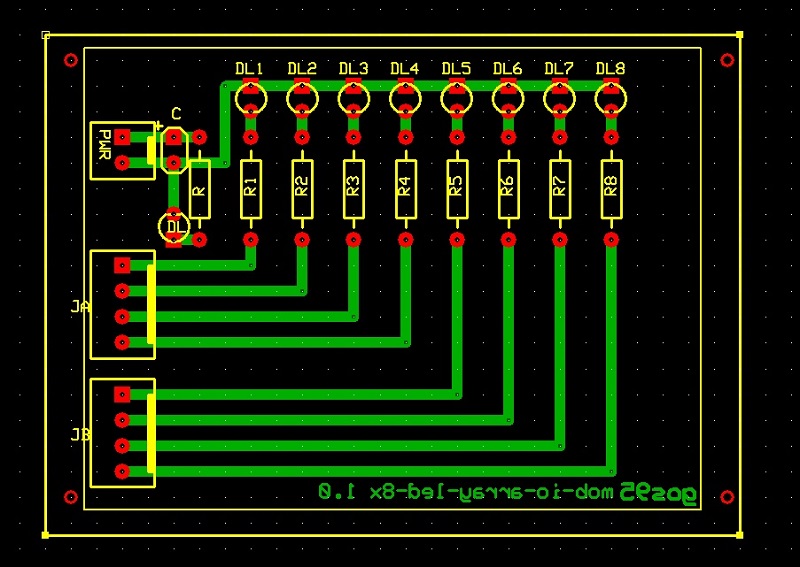 DL1 DL2 DL3 DL4 DL5 DL6 DL7 DL8
C
+
PWR
R R1 R2 R3 R4 R5 R6 R7 R8
DL
JA
JB
gos95 mob-io-array-led-8x 1.0